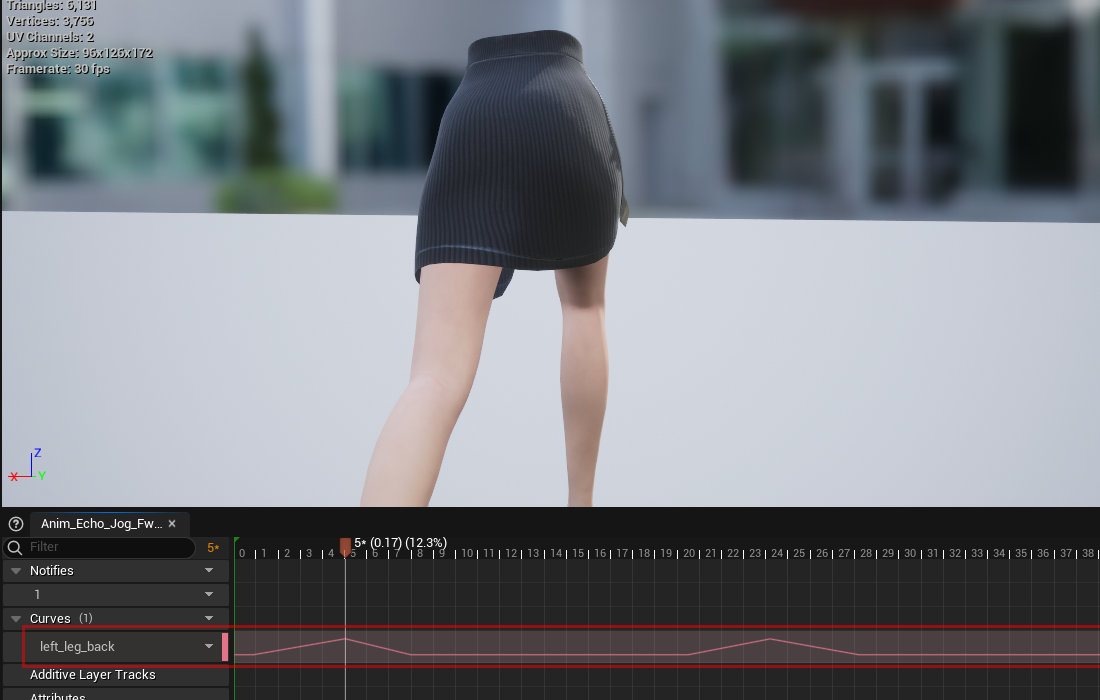 Triangles: 6,131
Vertices: 3,756
UV Channels: 2
Approx Size: 96x126x172
Framerate: 30 fps
Z
X
Y
Anim_Echo_Jog_Fw... ×
Filter
5*
5* (0.17) (12.3%)
0 1 2 3 4 5 6 7 8 9 10 11 12 13 14 15 16 17 18 19 20 21 22 23 24 25 26 27 28 29 30 31 32 33 34 35 36 37 38
Notifies
1
Curves (1)
left_leg_back
Additive Layer Tracks
Attributes